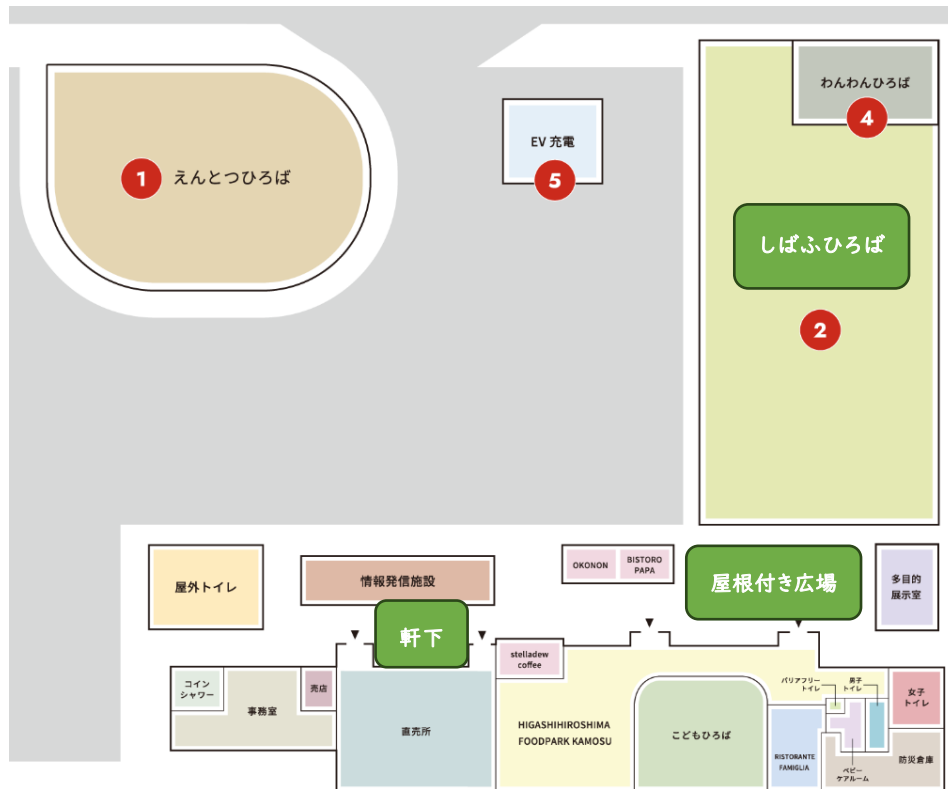 わんわんひろば
4
EV 充電
5
1
えんとつひろば
しばふひろば
2
屋外トイレ
情報発信施設
OKONON
BISTORO
PAPA
屋根付き広場
多目的
展示室
軒下
stelladew
coffee
コイン
シャワー
売店
事務室
直売所
HIGASHIHIROSHIMA
FOODPARK KAMOSU
こどもひろば
バリアフリー
トイレ
男子
トイレ
女子
トイレ
RISTORANTE
FAMIGLIA
ベビー
ケアルーム
防災倉庫